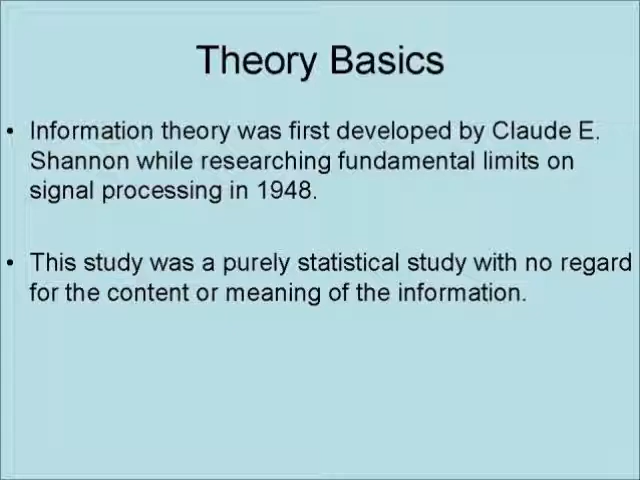 Theory Basics
• Information theory was first developed by Claude E.
Shannon while researching fundamental limits on
signal processing in 1948.
• This study was a purely statistical study with no regard
for the content or meaning of the information.